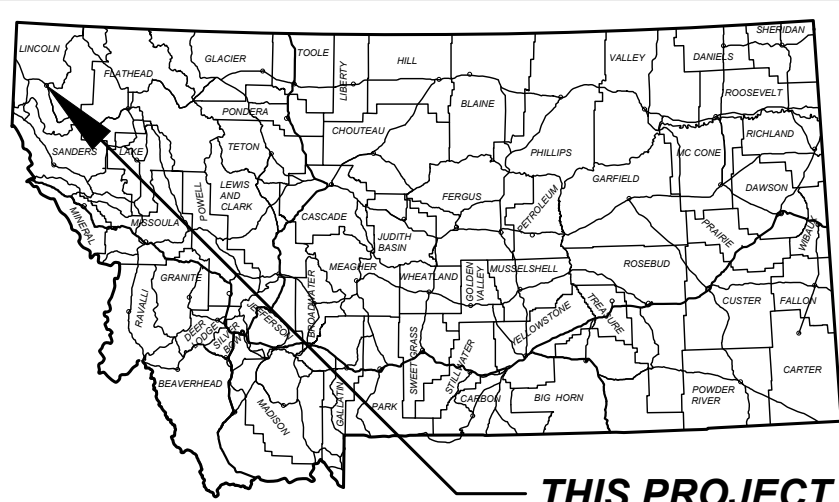 LINCOLN
FLATHEAD
GLACIER
TOOLE
LIBERTY
HILL
BLAINE
VALLEY
DANIELS
SHERIDAN
ROOSEVELT
PONDERA
CHOUTEAU
PHILLIPS
RICHLAND
SANDERS
LAKE
TETON
MC CONE
GARFIELD
DAWSON
LEWIS
AND
CLARK
POWELL
CASCADE
FERGUS
PETROLEUM
MINERAL
MISSOULA
JUDITH
BASIN
PRAIRIE
WIBAUX
GRANITE
MEAGHER
WHEATLAND
GOLDEN
VALLEY
MUSSELSHELL
ROSEBUD
RAVALLI
BROADWATER
JEFFERSON
DEER
LODGE
SILVER
BOW
YELLOWSTONE
TREASURE
CUSTER
FALLON
SWEET GRASS
STILLWATER
BEAVERHEAD
MADISON
GALLATIN
PARK
CARBON
BIG HORN
POWDER
RIVER
CARTER
THIS PROJECT